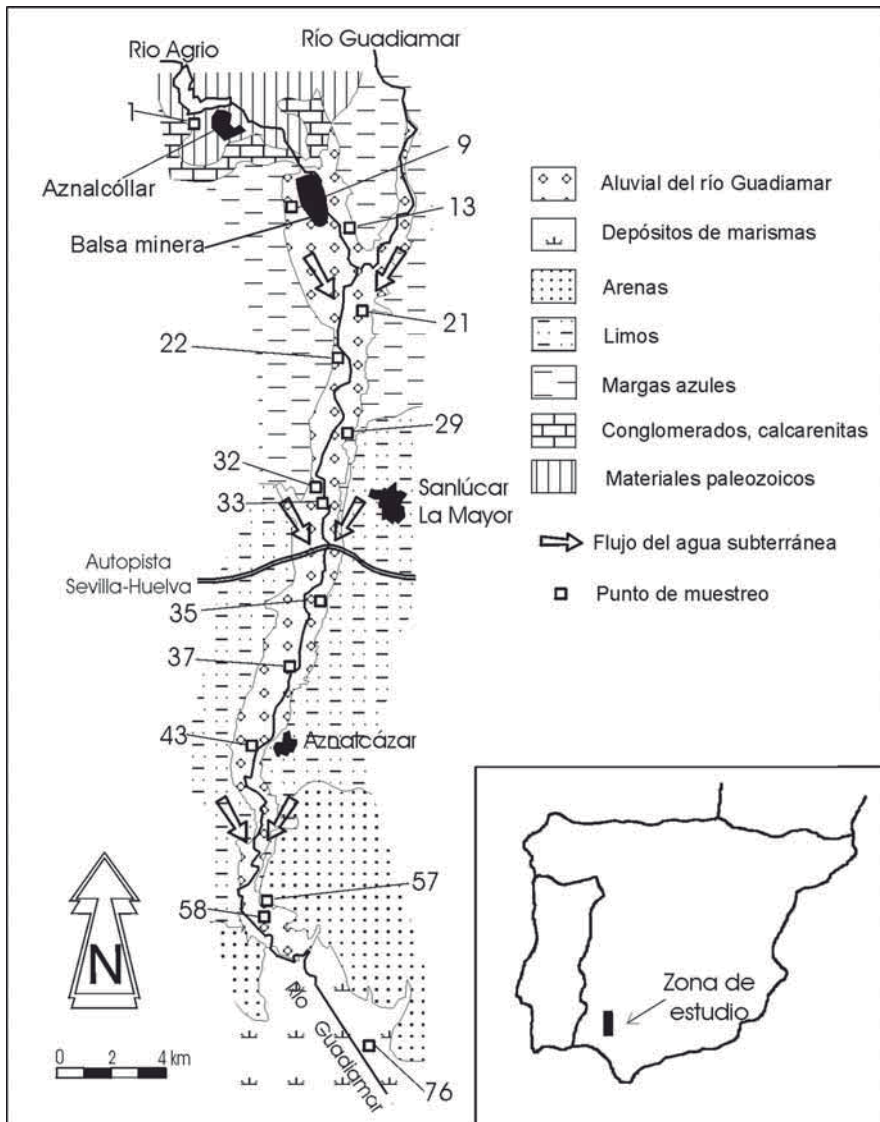 Río Guadiamar
Rio Agrio
1
9
Aznalcóllar
13
Balsa minera
21
22
29
32
Sanlúcar
La Mayor
33
Autopista
Sevilla-Huelva
35
37
43
Aznalcázar
57
58
N
Río
Guadiamar
0 2 4 km
76
Aluvial del río Guadiamar
Depósitos de marismas
Arenas
Limos
Margas azules
Conglomerados, calcarenitas
Materiales paleozoicos
Flujo del agua subterránea
Punto de muestreo
Zona de
estudio